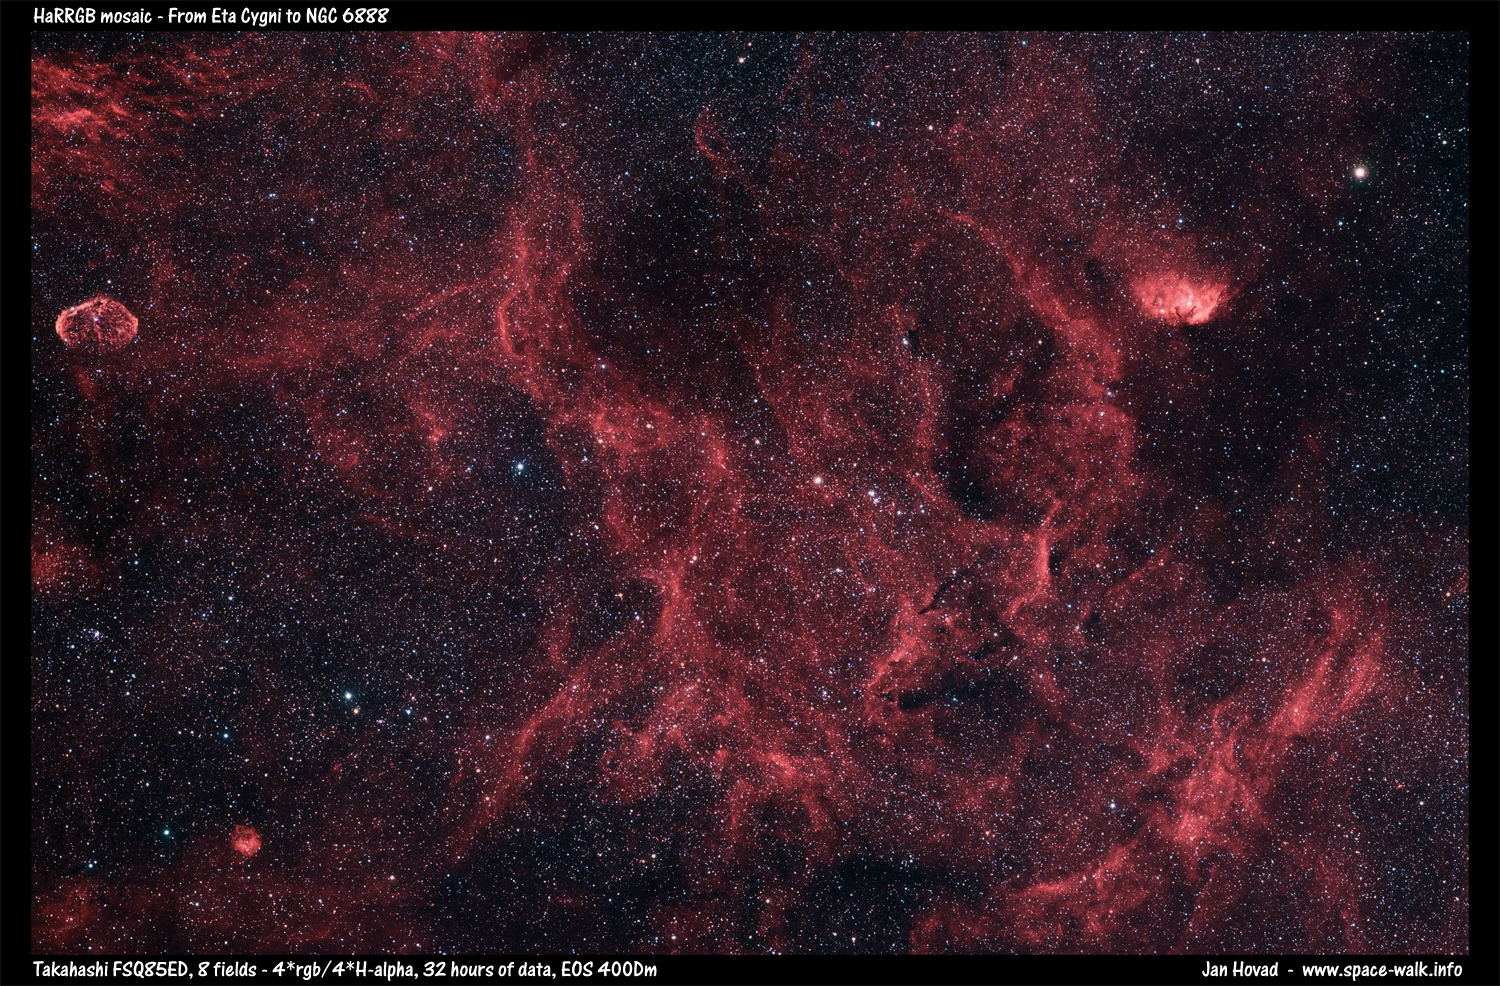 HaRRGB mosaic - From Eta Cygni to NGC 6888
Takahashi FSQ85ED, 8 fields - 4*rgb/4*H-alpha, 32 hours of data, EOS 400Dm
Jan Hovad - www.space-walk.info